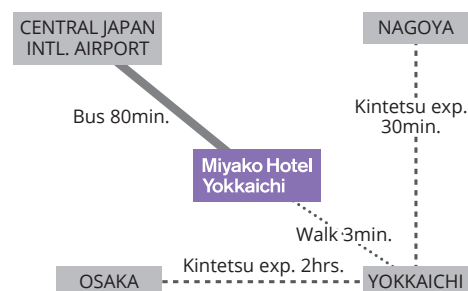 CENTRAL JAPAN
INTL. AIRPORT
NAGOYA
Bus 80min.
Kintetsu exp.
30min.
Miyako Hotel
Yokkaichi
Walk 3min.
Kintetsu exp. 2hrs.
OSAKA
YOKKAICHI